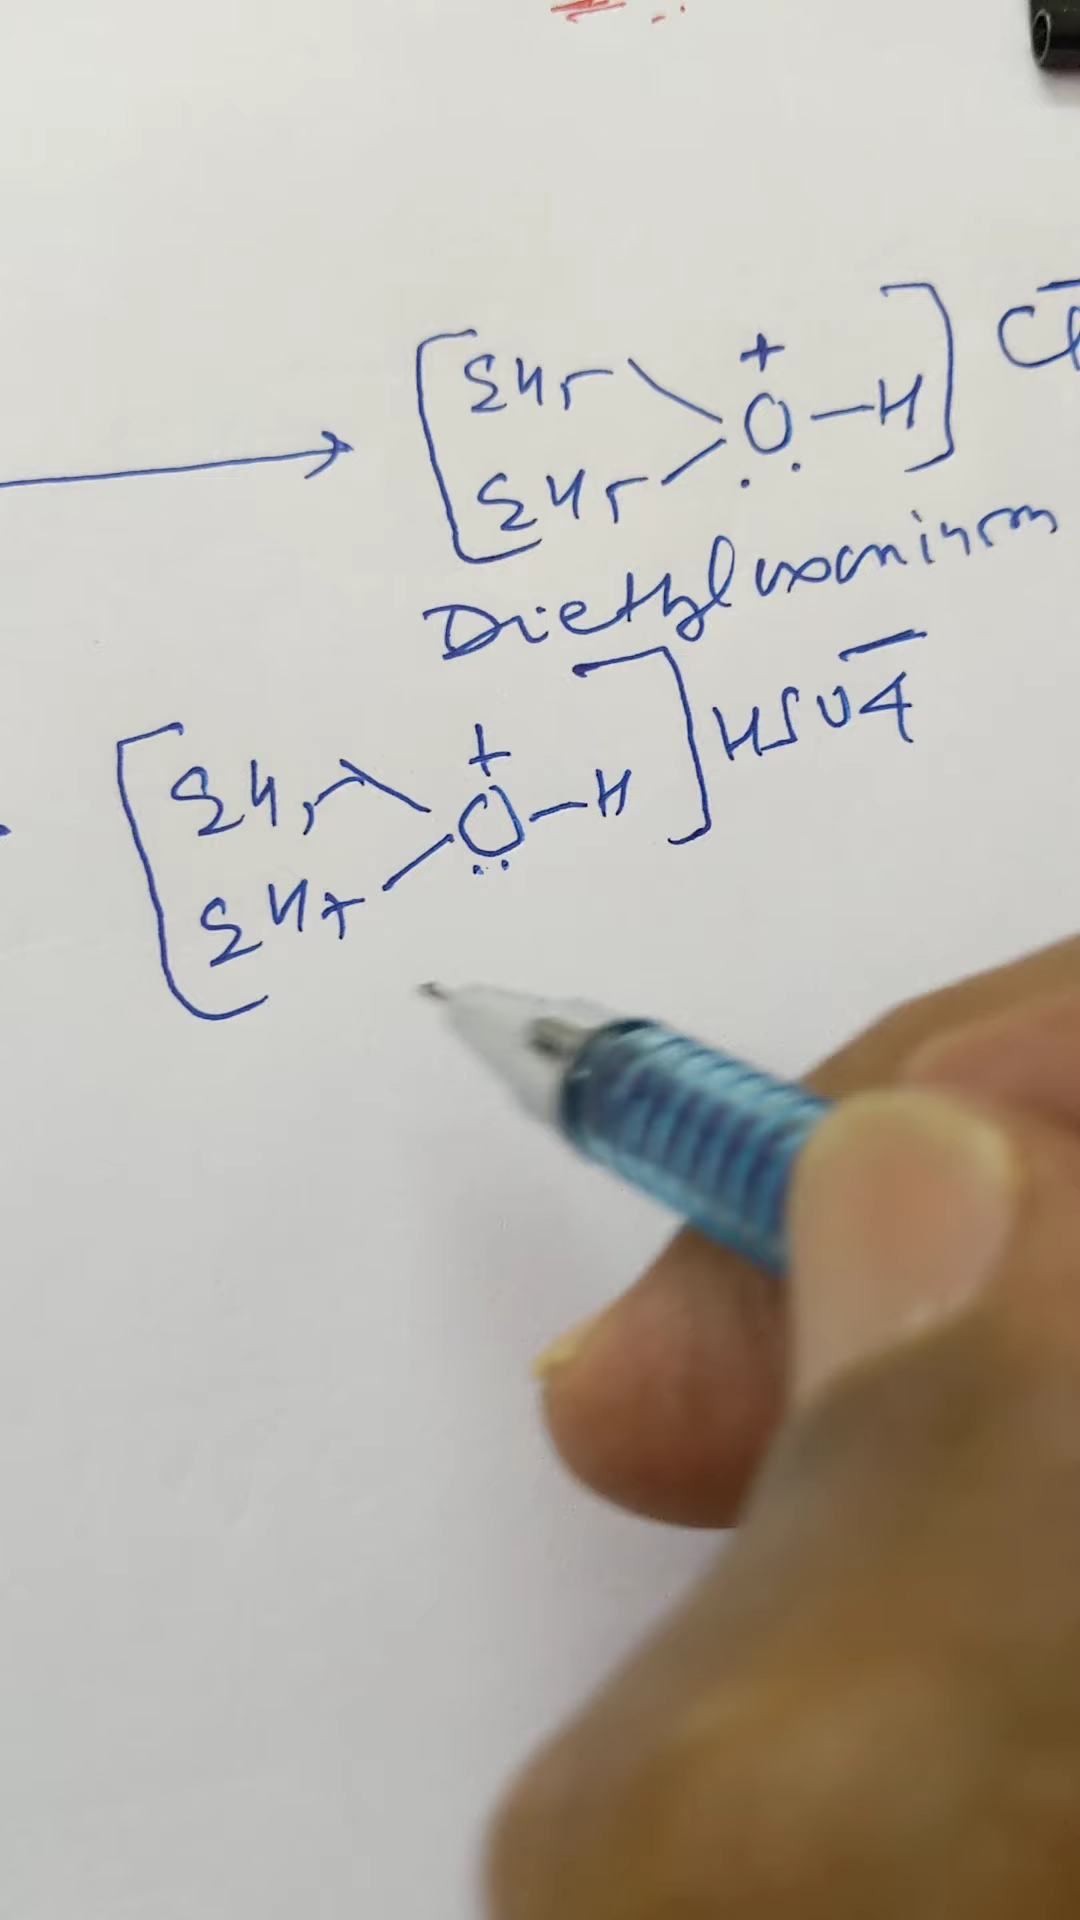 [C2H5
+
O-H] Cl-
C2H5
Diethyloxonium
[C2H5
+
O-H] HSO4-
C2H5